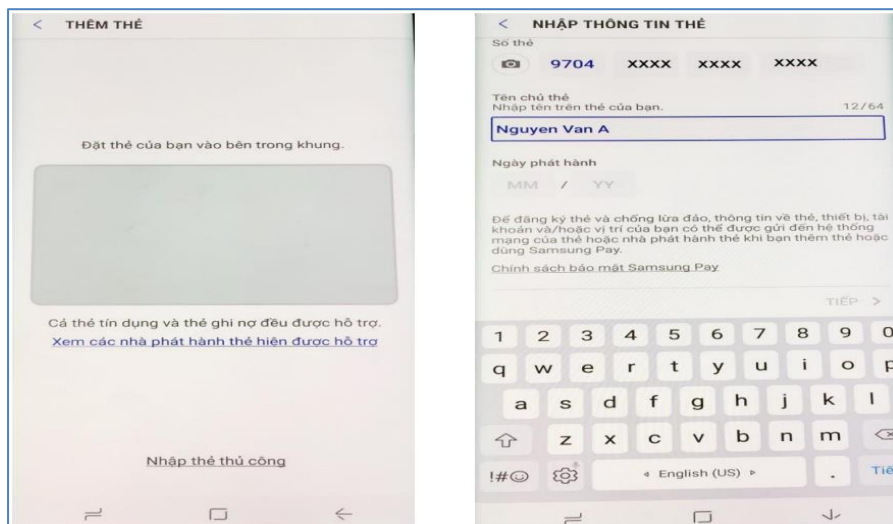 < THÊM THẺ
Đặt thẻ của bạn vào bên trong khung.
Cả thẻ tín dụng và thẻ ghi nợ đều được hỗ trợ.
Xem các nhà phát hành thẻ hiện được hỗ trợ
Nhập thẻ thủ công
< NHẬP THÔNG TIN THẺ
Số thẻ
9704 XXXX XXXX XXXX
Tên chủ thẻ
Nhập tên trên thẻ của bạn. 12/64
Nguyen Van A
Ngày phát hành
MM / YY
Để đăng ký thẻ và chống lừa đảo, thông tin về thẻ, thiết bị, tài
khoản và/hoặc vị trí của bạn có thể được gửi đến hệ thống
mạng của thẻ hoặc nhà phát hành thẻ khi bạn thêm thẻ hoặc
dùng Samsung Pay.
Chính sách bảo mật Samsung Pay
TIẾP >
1 2 3 4 5 6 7 8 9 0
q w e r t y u i o p
a s d f g h j k l
z x c v b n m
!#☺ English (US) . Tiế